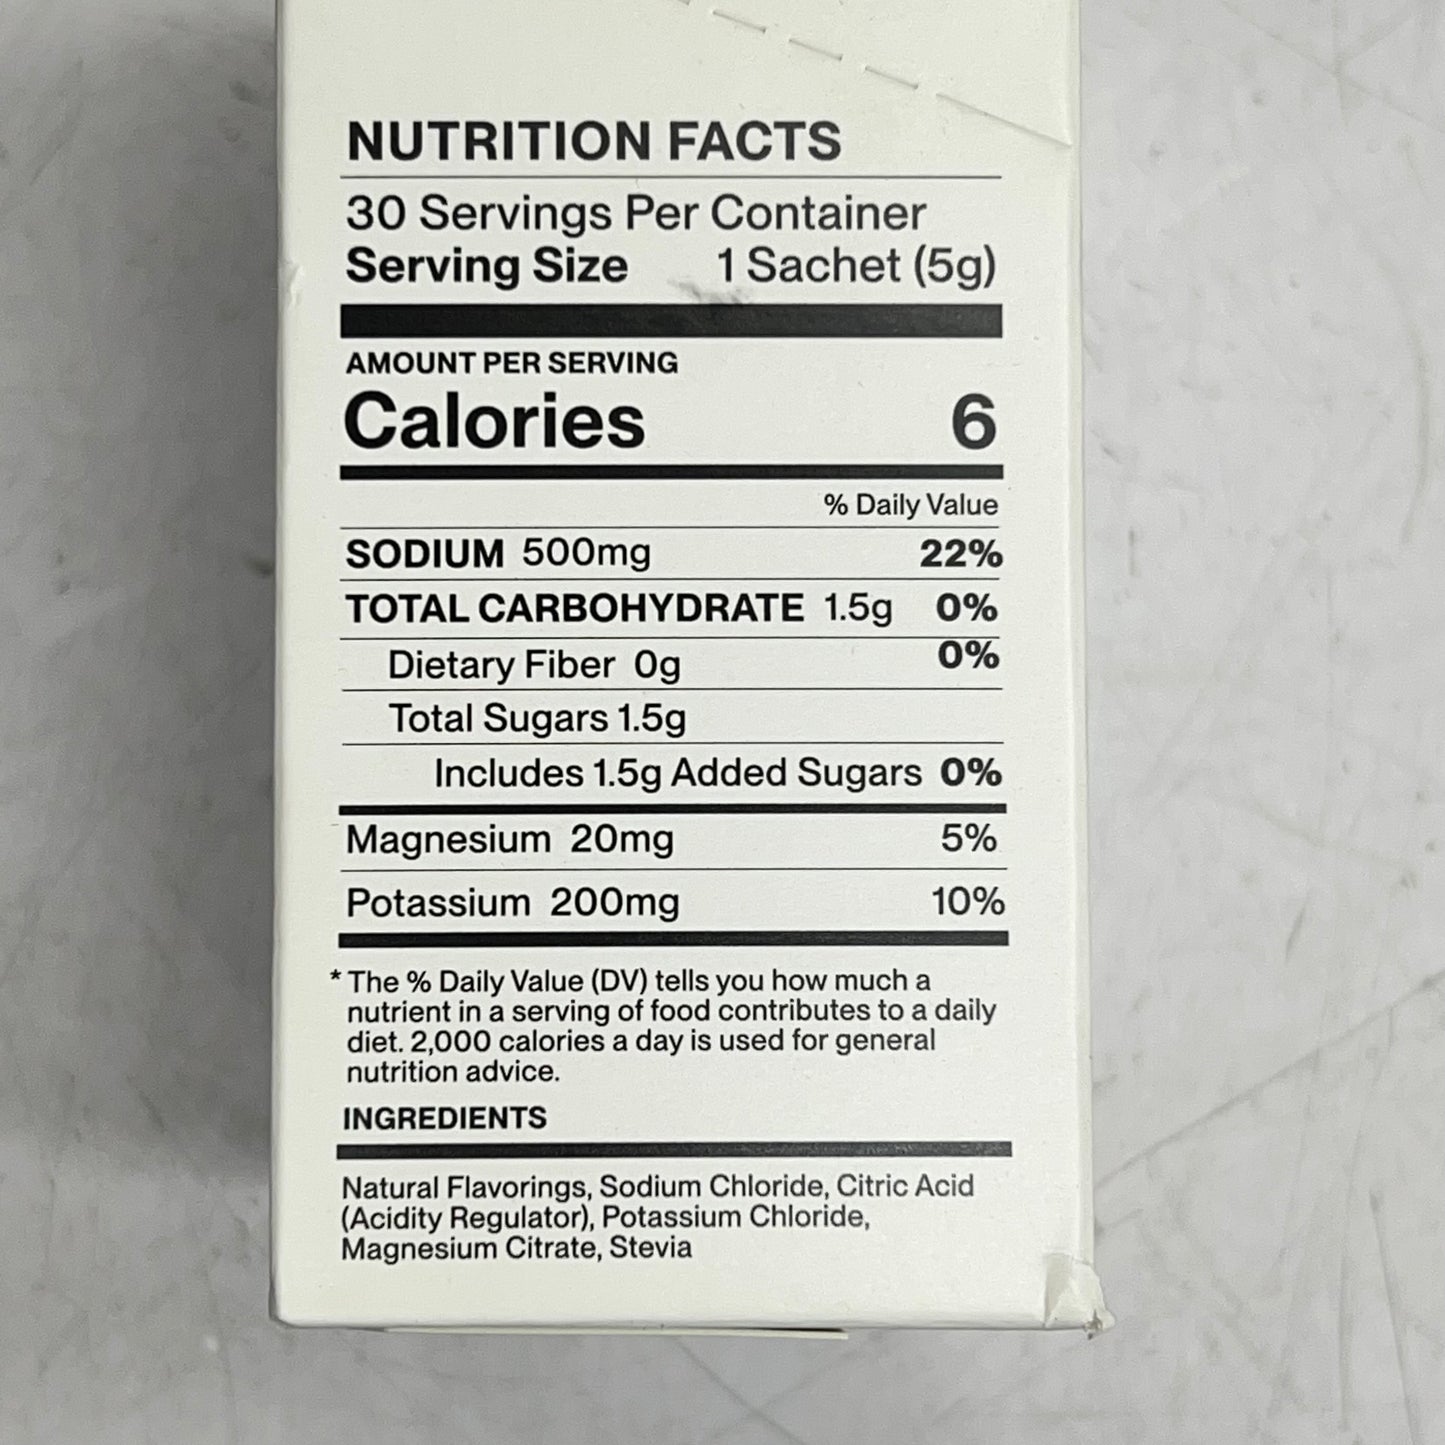 NUTRITION FACTS
30 Servings Per Container
Serving Size 1 Sachet (5g)
AMOUNT PER SERVING
Calories 6
% Daily Value
SODIUM 500mg 22%
TOTAL CARBOHYDRATE 1.5g 0%
Dietary Fiber 0g 0%
Total Sugars 1.5g
Includes 1.5g Added Sugars 0%
Magnesium 20mg 5%
Potassium 200mg 10%
* The % Daily Value (DV) tells you how much a
nutrient in a serving of food contributes to a daily
diet. 2,000 calories a day is used for general
nutrition advice.
INGREDIENTS
Natural Flavorings, Sodium Chloride, Citric Acid
(Acidity Regulator), Potassium Chloride,
Magnesium Citrate, Stevia